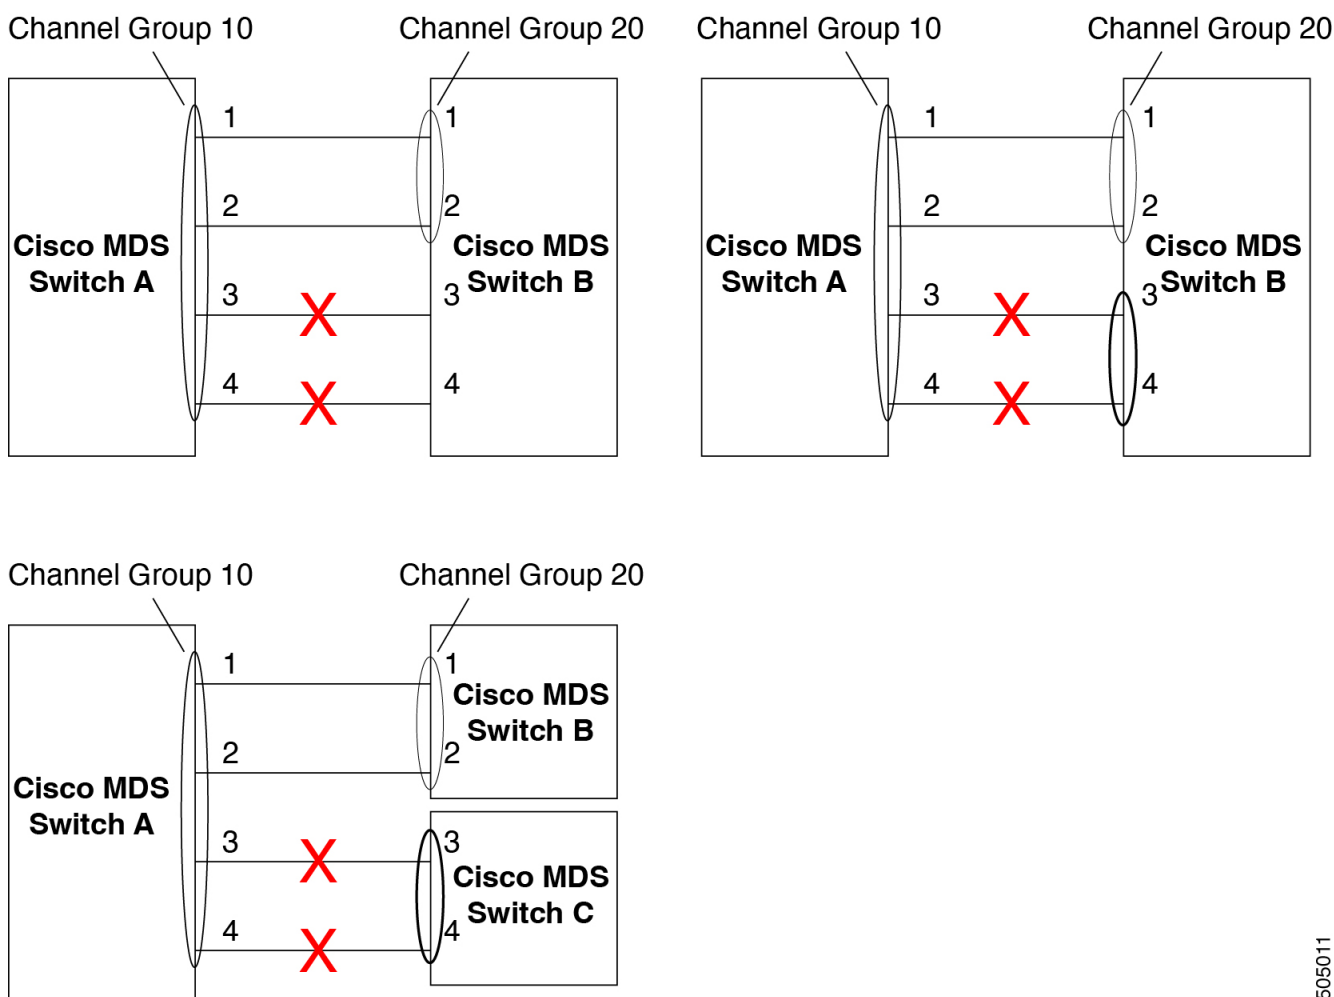 Channel Group 10
Channel Group 20
1
1
2
2
Cisco MDS
Switch A
Cisco MDS
Switch B
3
X
3
4
X
4
Channel Group 10
Channel Group 20
1
1
2
2
Cisco MDS
Switch A
Cisco MDS
Switch B
3
X
3
4
X
4
Channel Group 10
Channel Group 20
1
1
Cisco MDS
Switch B
2
2
Cisco MDS
Switch A
3
X
3
Cisco MDS
Switch C
4
X
4
505011